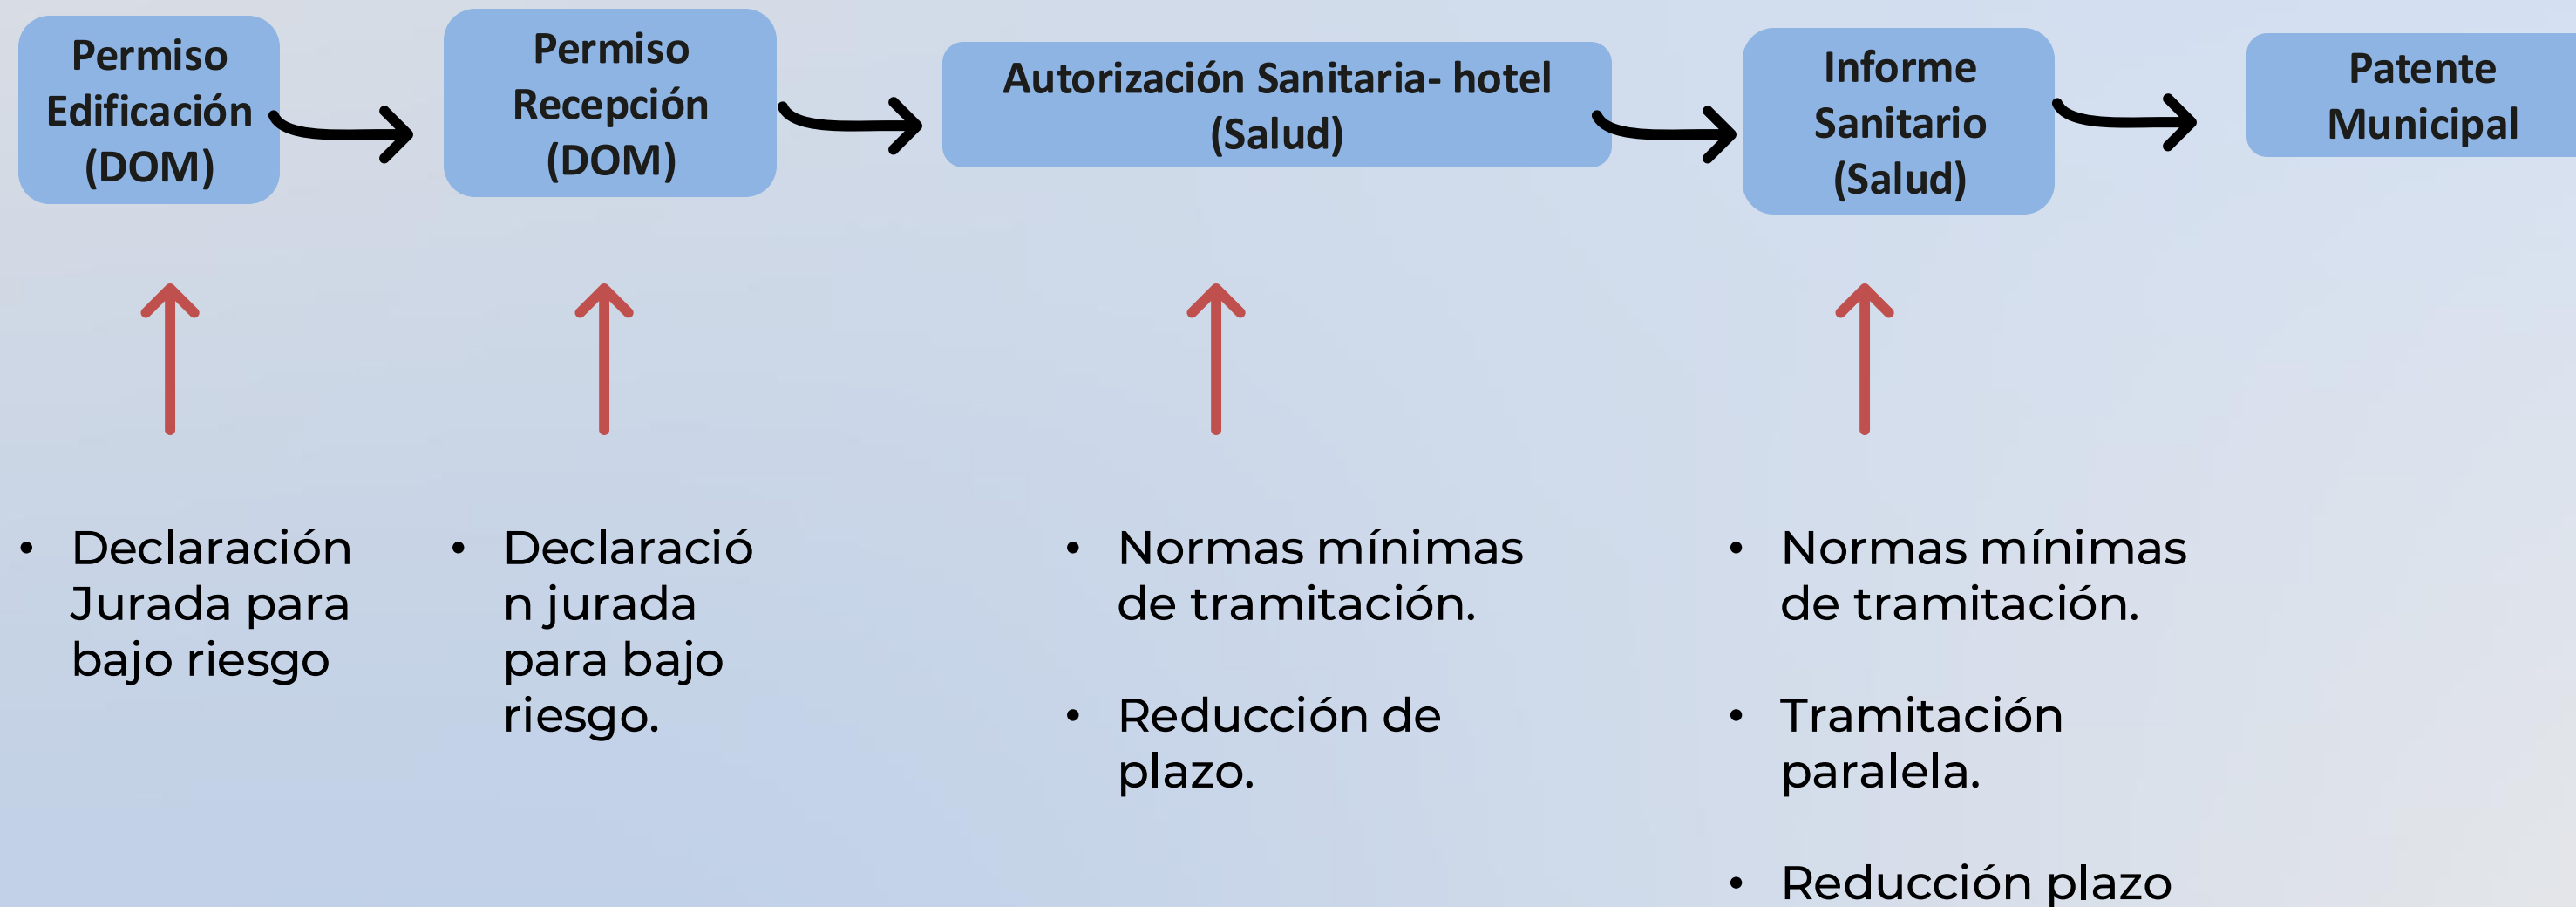 Permiso
Edificación
(DOM)
Permiso
Recepción
(DOM)
Autorización Sanitaria- hotel
(Salud)
Informe
Sanitario
(Salud)
Patente
Municipal
• Declaración
Jurada para
bajo riesgo
• Declaració
n jurada
para bajo
riesgo.
• Normas mínimas
de tramitación.
• Reducción de
plazo.
• Normas mínimas
de tramitación.
• Tramitación
paralela.
• Reducción plazo